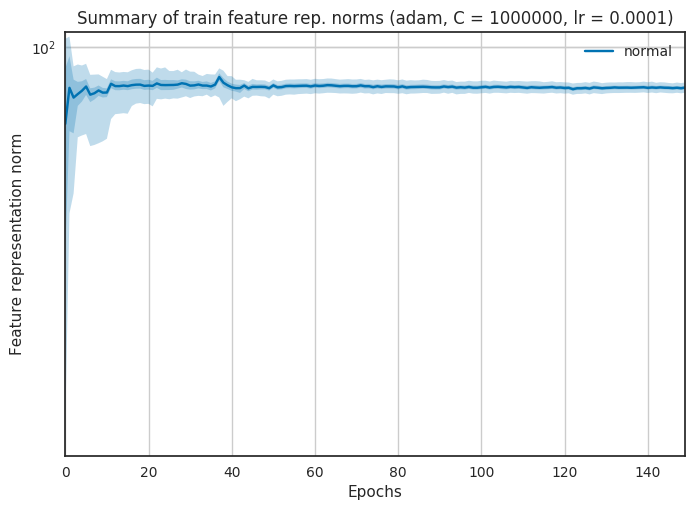 Summary of train feature rep. norms (adam, C = 1000000, lr = 0.0001)
10²
normal
Feature representation norm
0 20 40 60 80 100 120 140
Epochs